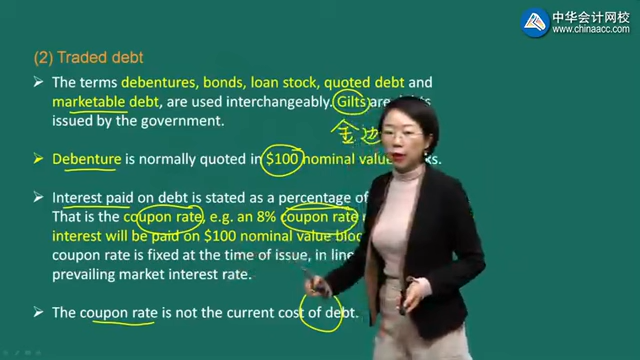 中华会计网校
www.chinaacc.com
(2) Traded debt
The terms debentures, bonds, loan stock, quoted debt and
marketable debt, are used interchangeably. Gilts are
issued by the government.
金边
Debenture is normally quoted in $100 nominal value
Interest paid on debt is stated as a percentage of
That is the coupon rate, e.g. an 8% coupon rate
interest will be paid on $100 nominal value
coupon rate is fixed at the time of issue, in line
prevailing market interest rate.
The coupon rate is not the current cost of debt.